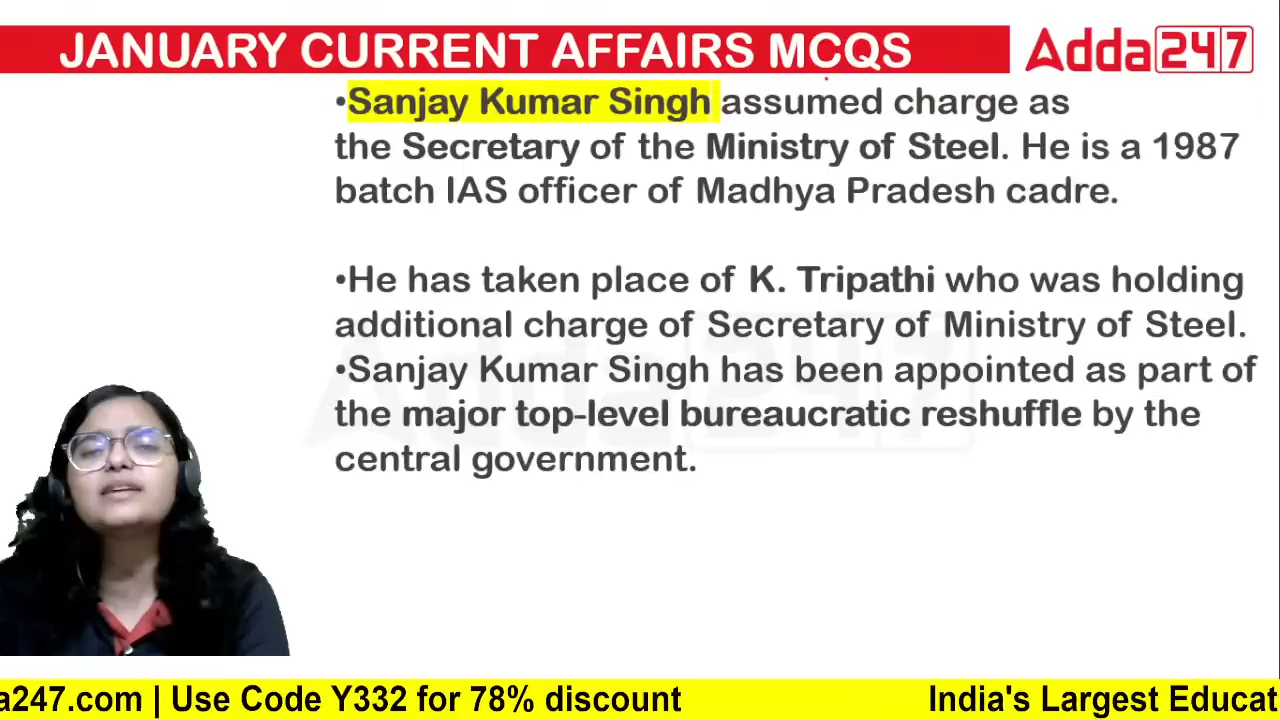 JANUARY CURRENT AFFAIRS MCQS
Adda247
•Sanjay Kumar Singh assumed charge as
the Secretary of the Ministry of Steel. He is a 1987
batch IAS officer of Madhya Pradesh cadre.
•He has taken place of K. Tripathi who was holding
additional charge of Secretary of Ministry of Steel.
•Sanjay Kumar Singh has been appointed as part of
the major top-level bureaucratic reshuffle by the
central government.
Adda247
a247.com | Use Code Y332 for 78% discount
India's Largest Educat